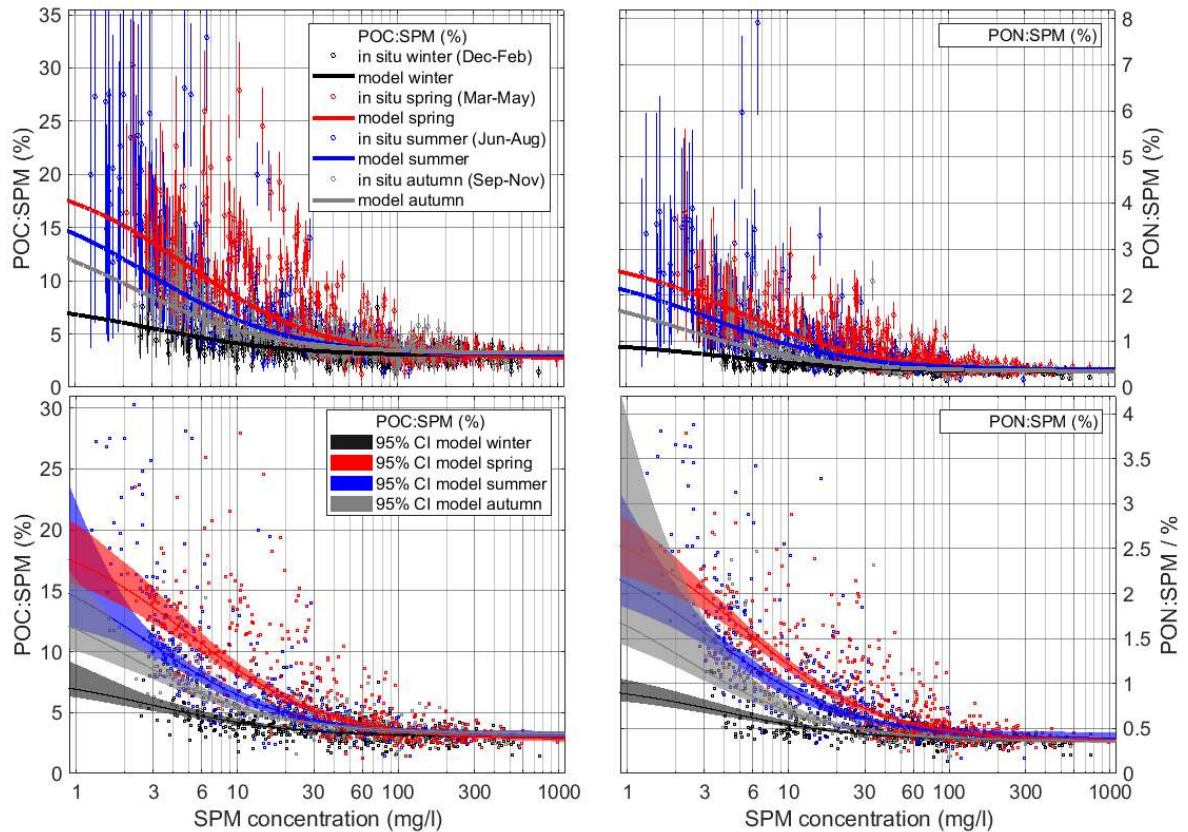 POC:SPM (%)
in situ winter (Dec-Feb)
model winter
in situ spring (Mar-May)
model spring
in situ summer (Jun-Aug)
model summer
in situ autumn (Sep-Nov)
model autumn
POC:SPM (%)
35
30
25
20
15
10
5
0
PON:SPM (%)
8
7
6
5
4
3
2
1
0
PON:SPM (%)
POC:SPM (%)
95% CI model winter
95% CI model spring
95% CI model summer
95% CI model autumn
POC:SPM (%)
30
25
20
15
10
5
0
1 3 6 10 30 60 100 300 1000
SPM concentration (mg/l)
PON:SPM (%)
4
3.5
3
2.5
2
1.5
1
0.5
0
PON:SPM / %
1 3 6 10 30 60 100 300 1000
SPM concentration (mg/l)